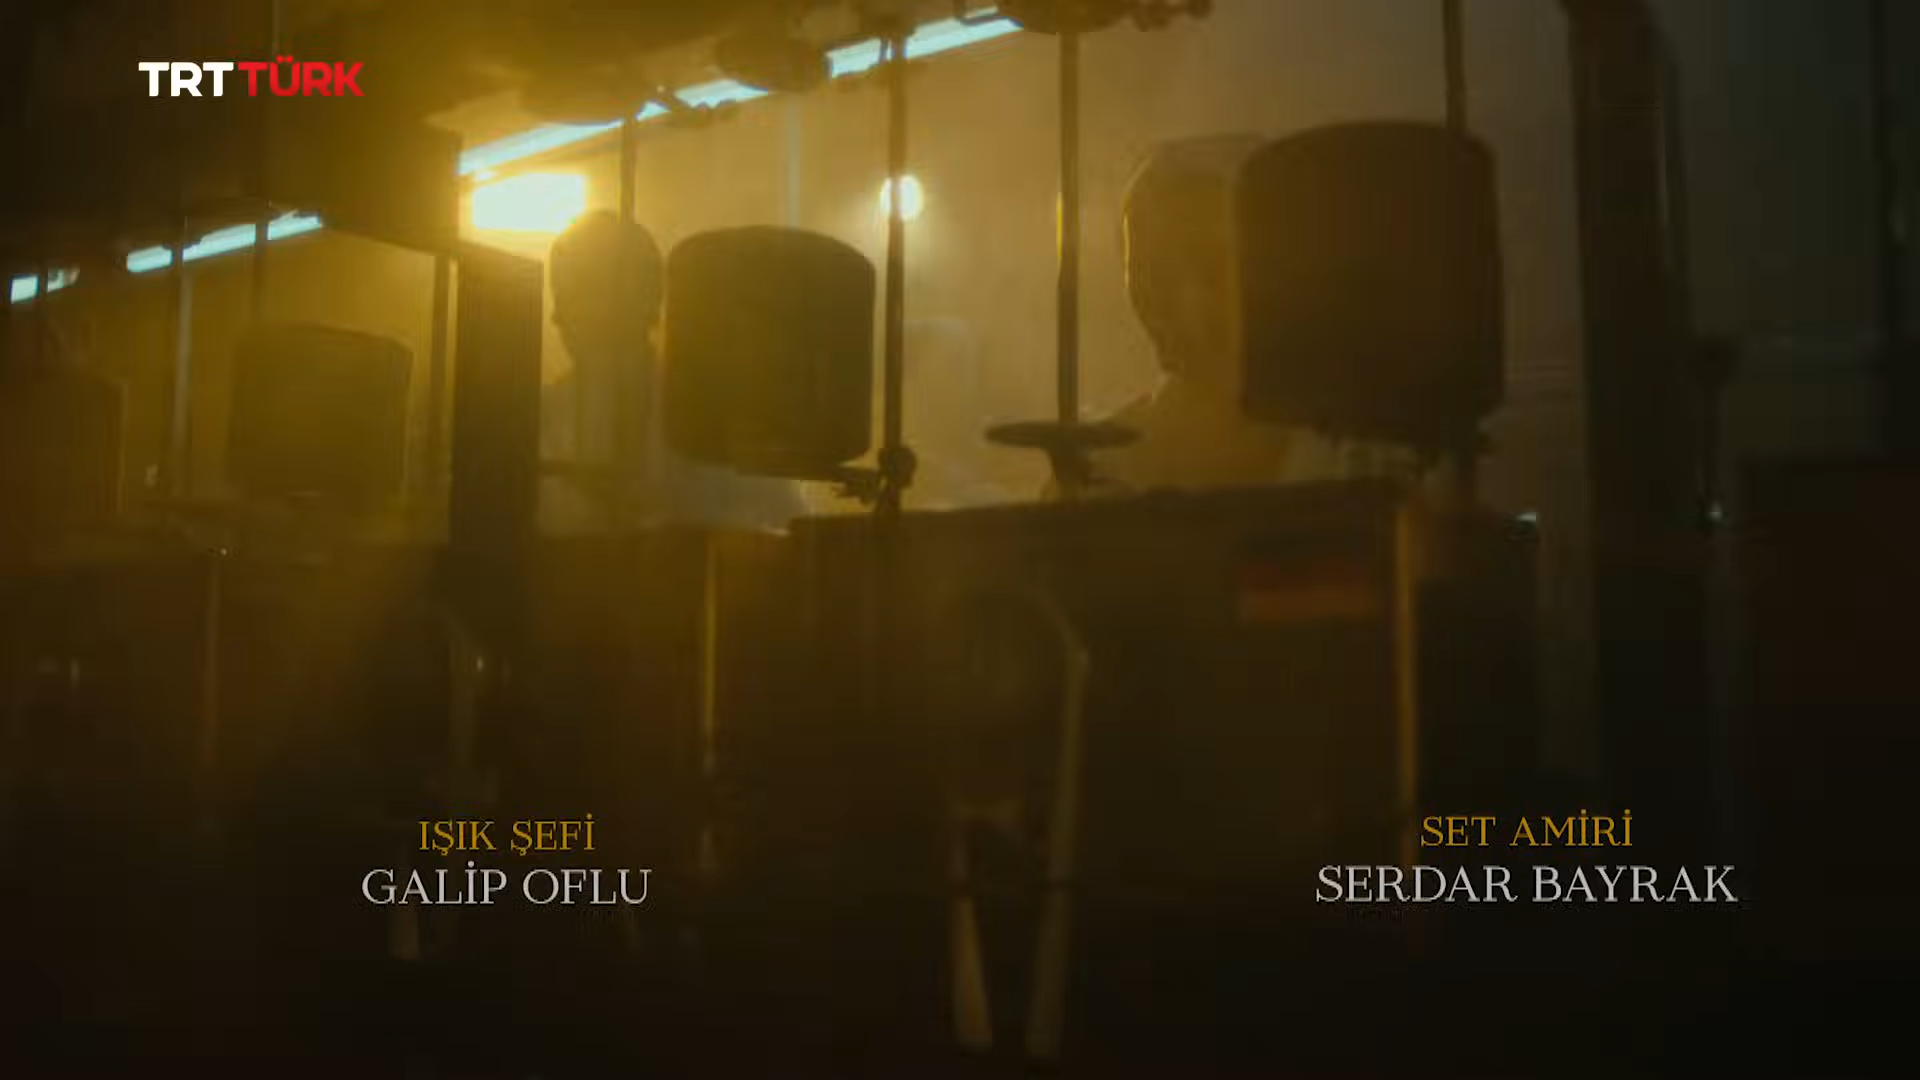 TRT TÜRK
IŞIK ŞEFİ
GALİP OFLU
SET AMİRİ
SERDAR BAYRAK